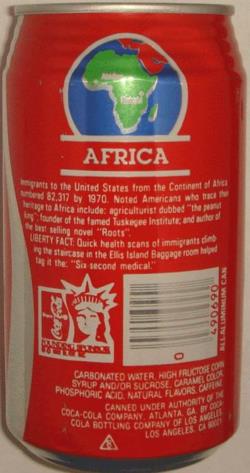 AFRICA
Immigrants to the United States from the Continent of Africa
numbered 82,317 by 1970. Noted Americans who trace their
heritage to Africa include: agriculturist dubbed "the peanut
king"; founder of the famed Tuskegee Institute; and author of
the best selling novel "Roots".
LIBERTY FACT: Quick health scans of immigrants climb-
ing the staircase in the Ellis Island Baggage room helped
tag it the: "Six second medical."
Coca-Cola
ALL-ALUMINUM CAN
CARBONATED WATER, HIGH FRUCTOSE CORN
SYRUP AND/OR SUCROSE, CARAMEL COLOR,
PHOSPHORIC ACID, NATURAL FLAVORS, CAFFEINE
CANNED UNDER AUTHORITY OF THE
COCA-COLA COMPANY, ATLANTA, GA. BY COCA-
COLA BOTTLING COMPANY OF LOS ANGELES,
LOS ANGELES, CA 90021